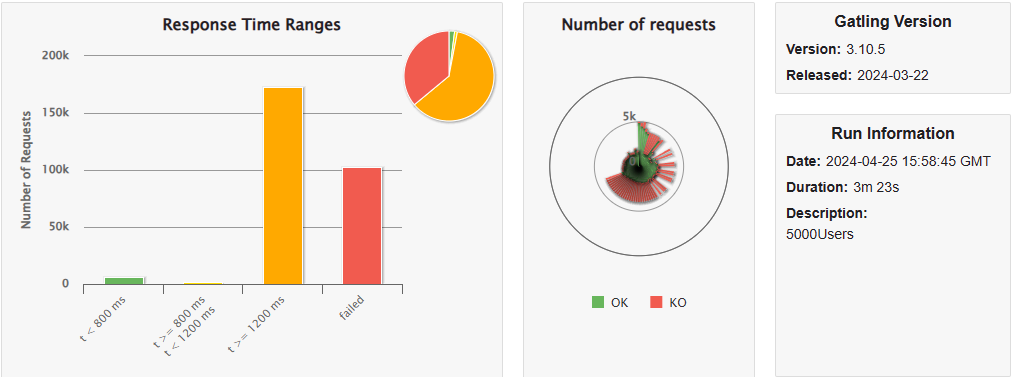 Response Time Ranges
Number of Requests
200k
150k
100k
50k
0
t < 800 ms
t >= 800 ms
t < 1200 ms
t >= 1200 ms
failed
Number of requests
5k
0
OK
KO
Gatling Version
Version: 3.10.5
Released: 2024-03-22
Run Information
Date: 2024-04-25 15:58:45 GMT
Duration: 3m 23s
Description:
5000Users